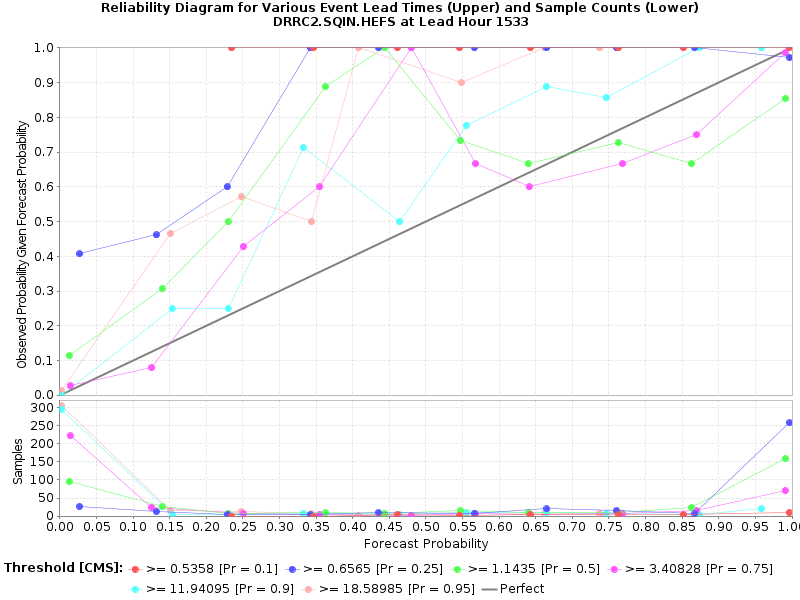 Reliability Diagram for Various Event Lead Times (Upper) and Sample Counts (Lower)
DRRC2.SQIN.HEFS at Lead Hour 1533
Observed Probability Given Forecast Probability
1.0
0.9
0.8
0.7
0.6
0.5
0.4
0.3
0.2
0.1
0.0
Samples
300
250
200
150
100
50
0
0.00 0.05 0.10 0.15 0.20 0.25 0.30 0.35 0.40 0.45 0.50 0.55 0.60 0.65 0.70 0.75 0.80 0.85 0.90 0.95 1.0
Forecast Probability
Threshold [CMS]: >= 0.5358 [Pr = 0.1] >= 0.6565 [Pr = 0.25] >= 1.1435 [Pr = 0.5] >= 3.40828 [Pr = 0.75]
>= 11.94095 [Pr = 0.9] >= 18.58985 [Pr = 0.95] Perfect